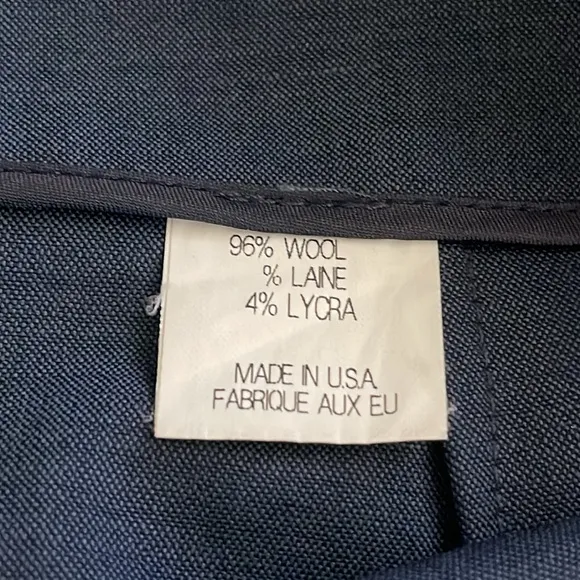 96% WOOL
% LAINE
4% LYCRA
MADE IN U.S.A.
FABRIQUE AUX EU